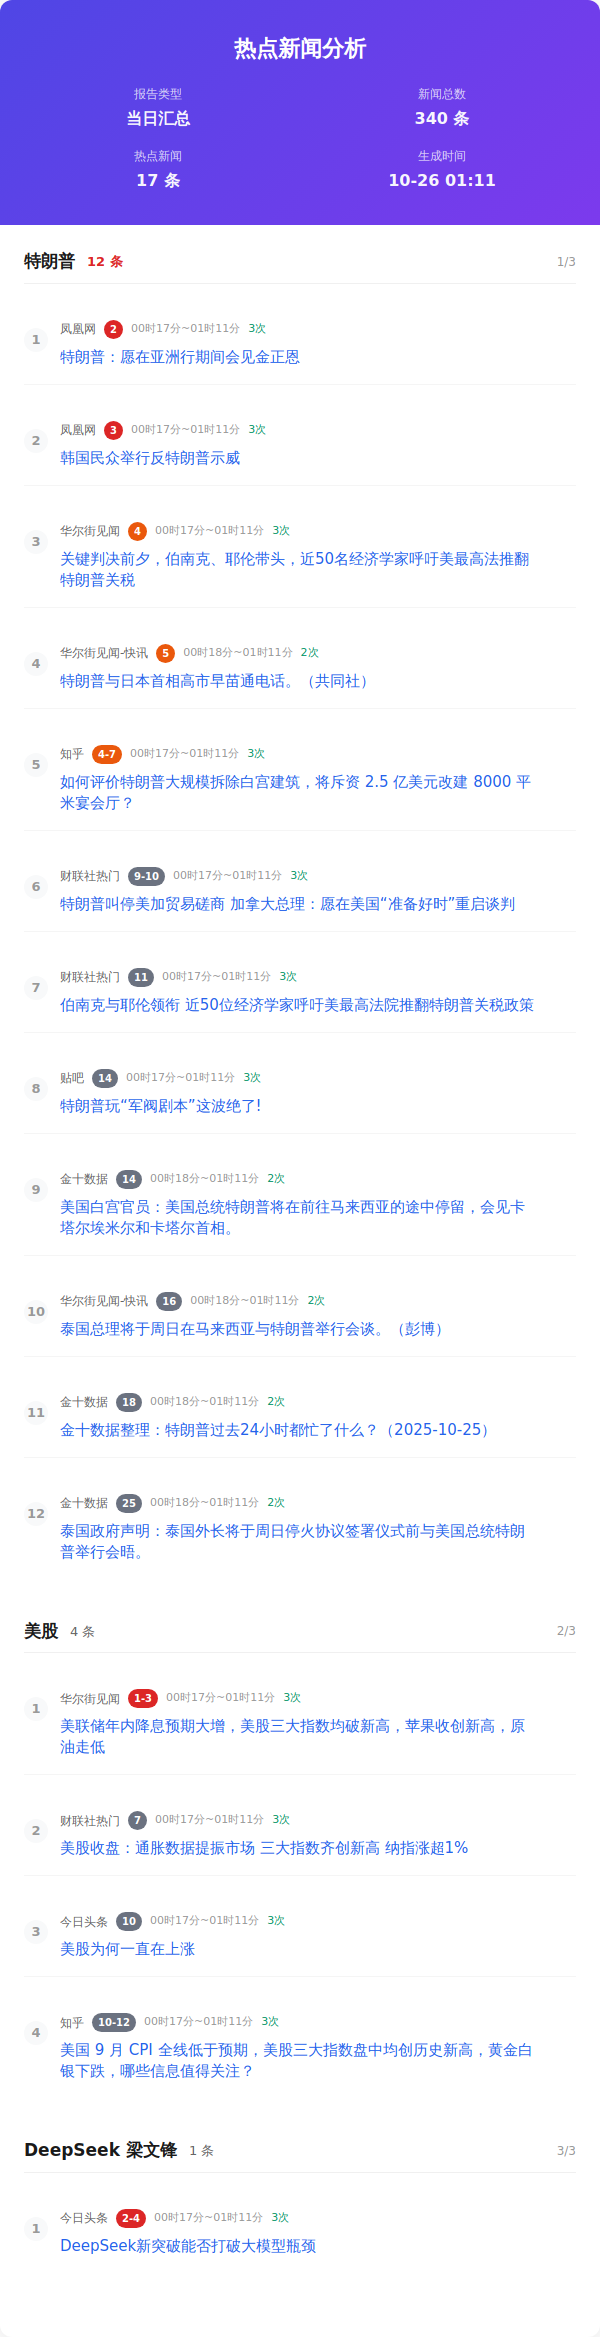 热点新闻分析
报告类型
当日汇总
新闻总数
340 条
热点新闻
17 条
生成时间
10-26 01:11
特朗普 12 条 1/3
1
凤凰网 2 00时17分~01时11分 3次
特朗普：愿在亚洲行期间会见金正恩
2
凤凰网 3 00时17分~01时11分 3次
韩国民众举行反特朗普示威
3
华尔街见闻 4 00时17分~01时11分 3次
关键判决前夕，伯南克、耶伦带头，近50名经济学家呼吁美最高法推翻
特朗普关税
4
华尔街见闻-快讯 5 00时18分~01时11分 2次
特朗普与日本首相高市早苗通电话。（共同社）
5
知乎 4-7 00时17分~01时11分 3次
如何评价特朗普大规模拆除白宫建筑，将斥资 2.5 亿美元改建 8000 平
米宴会厅？
6
财联社热门 9-10 00时17分~01时11分 3次
特朗普叫停美加贸易磋商 加拿大总理：愿在美国“准备好时”重启谈判
7
财联社热门 11 00时17分~01时11分 3次
伯南克与耶伦领衔 近50位经济学家呼吁美最高法院推翻特朗普关税政策
8
贴吧 14 00时17分~01时11分 3次
特朗普玩“军阀剧本”这波绝了!
9
金十数据 14 00时18分~01时11分 2次
美国白宫官员：美国总统特朗普将在前往马来西亚的途中停留，会见卡
塔尔埃米尔和卡塔尔首相。
10
华尔街见闻-快讯 16 00时18分~01时11分 2次
泰国总理将于周日在马来西亚与特朗普举行会谈。（彭博）
11
金十数据 18 00时18分~01时11分 2次
金十数据整理：特朗普过去24小时都忙了什么？（2025-10-25）
12
金十数据 25 00时18分~01时11分 2次
泰国政府声明：泰国外长将于周日停火协议签署仪式前与美国总统特朗
普举行会晤。
美股 4 条 2/3
1
华尔街见闻 1-3 00时17分~01时11分 3次
美联储年内降息预期大增，美股三大指数均破新高，苹果收创新高，原
油走低
2
财联社热门 7 00时17分~01时11分 3次
美股收盘：通胀数据提振市场 三大指数齐创新高 纳指涨超1%
3
今日头条 10 00时17分~01时11分 3次
美股为何一直在上涨
4
知乎 10-12 00时17分~01时11分 3次
美国 9 月 CPI 全线低于预期，美股三大指数盘中均创历史新高，黄金白
银下跌，哪些信息值得关注？
DeepSeek 梁文锋 1 条 3/3
1
今日头条 2-4 00时17分~01时11分 3次
DeepSeek新突破能否打破大模型瓶颈